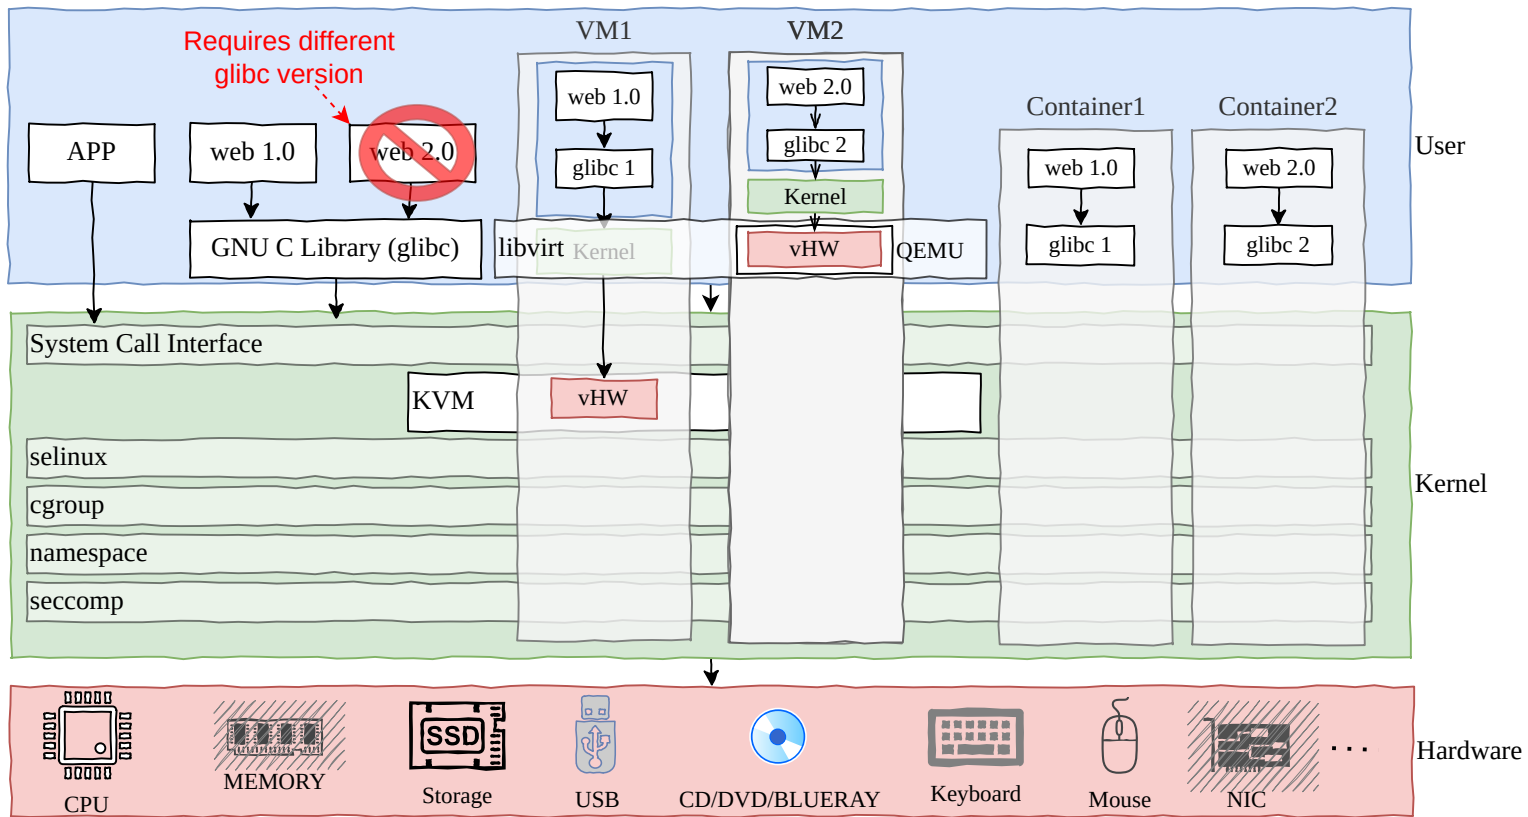 VM1
VM2
Requires different
glibc version
web 1.0
web 2.0
Container1
Container2
APP
web 1.0
web 2.0
glibc 1
glibc 2
Kernel
web 1.0
web 2.0
User
GNU C Library (glibc)
libvirt
Kernel
vHW
QEMU
glibc 1
glibc 2
System Call Interface
KVM
vHW
selinux
cgroup
namespace
seccomp
Kernel
SSD
CPU
MEMORY
Storage
USB
CD/DVD/BLUERAY
Keyboard
Mouse
NIC
....
Hardware